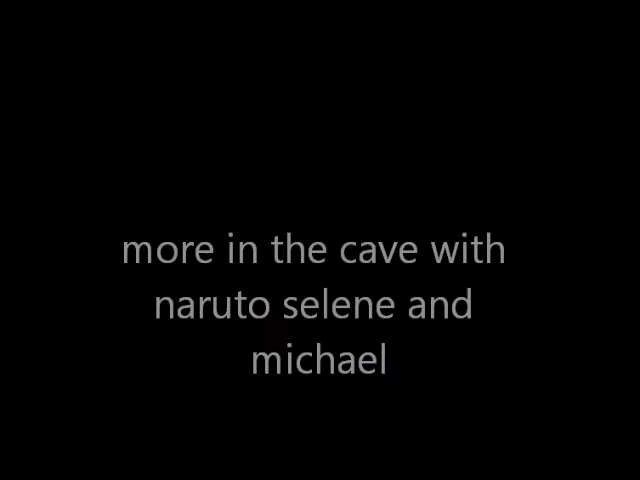 more in the cave with
naruto selene and
michael